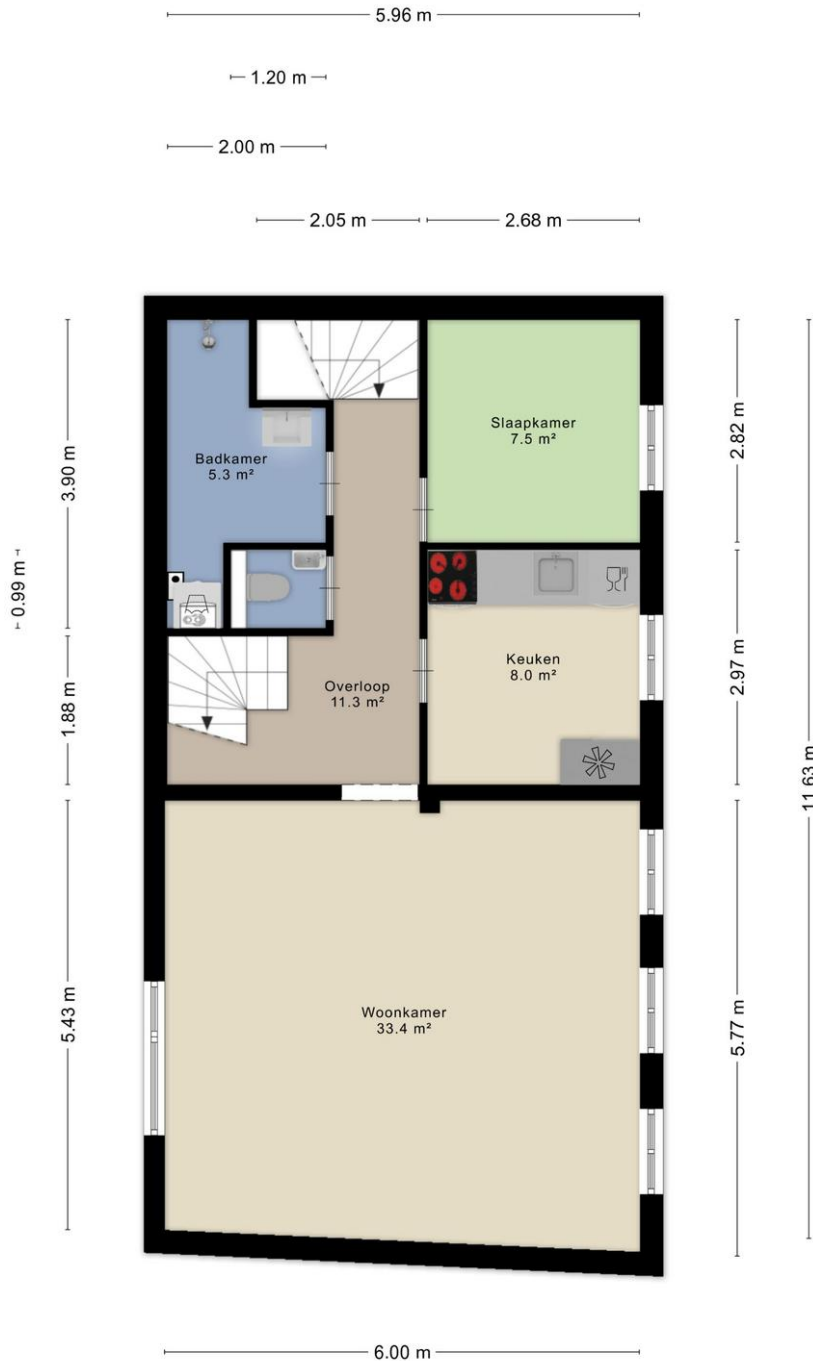 5.96 m
1.20 m
2.00 m
2.05 m
2.68 m
3.90 m
0.99 m
1.88 m
5.43 m
2.82 m
2.97 m
5.77 m
11.63 m
Slaapkamer
7.5 m²
Badkamer
5.3 m²
Keuken
8.0 m²
Overloop
11.3 m²
Woonkamer
33.4 m²
6.00 m